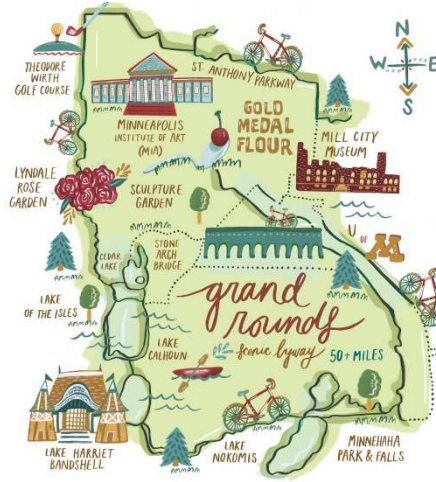 THEODORE
WIRTH
GOLF COURSE
ST. ANTHONY PARKWAY
N
W
E
S
MINNEAPOLIS
INSTITUTE OF ART
(MIA)
GOLD
MEDAL
FLOUR
MILL CITY
MUSEUM
LYNDALE
ROSE
GARDEN
SCULPTURE
GARDEN
U OF M
CEDAR
LAKE
STONE
ARCH
BRIDGE
LAKE
OF THE ISLES
grand
rounds
scenic byway
50+ MILES
LAKE
CALHOUN
LAKE HARRIET
BANDSHELL
LAKE
NOKOMIS
MINNEHAHA
PARK & FALLS